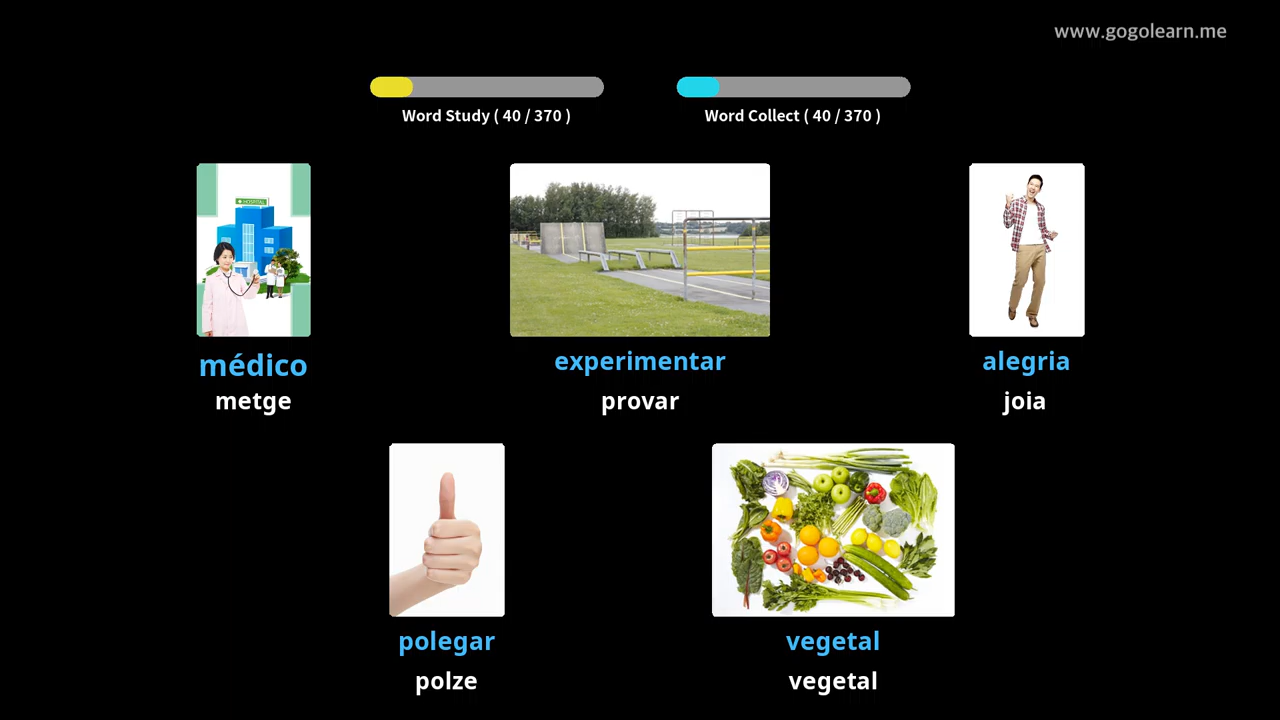 www.gogolearn.me
Word Study ( 40 / 370 )
Word Collect ( 40 / 370 )
HOSPITAL
médico
metge
experimentar
provar
alegria
joia
polegar
polze
vegetal
vegetal